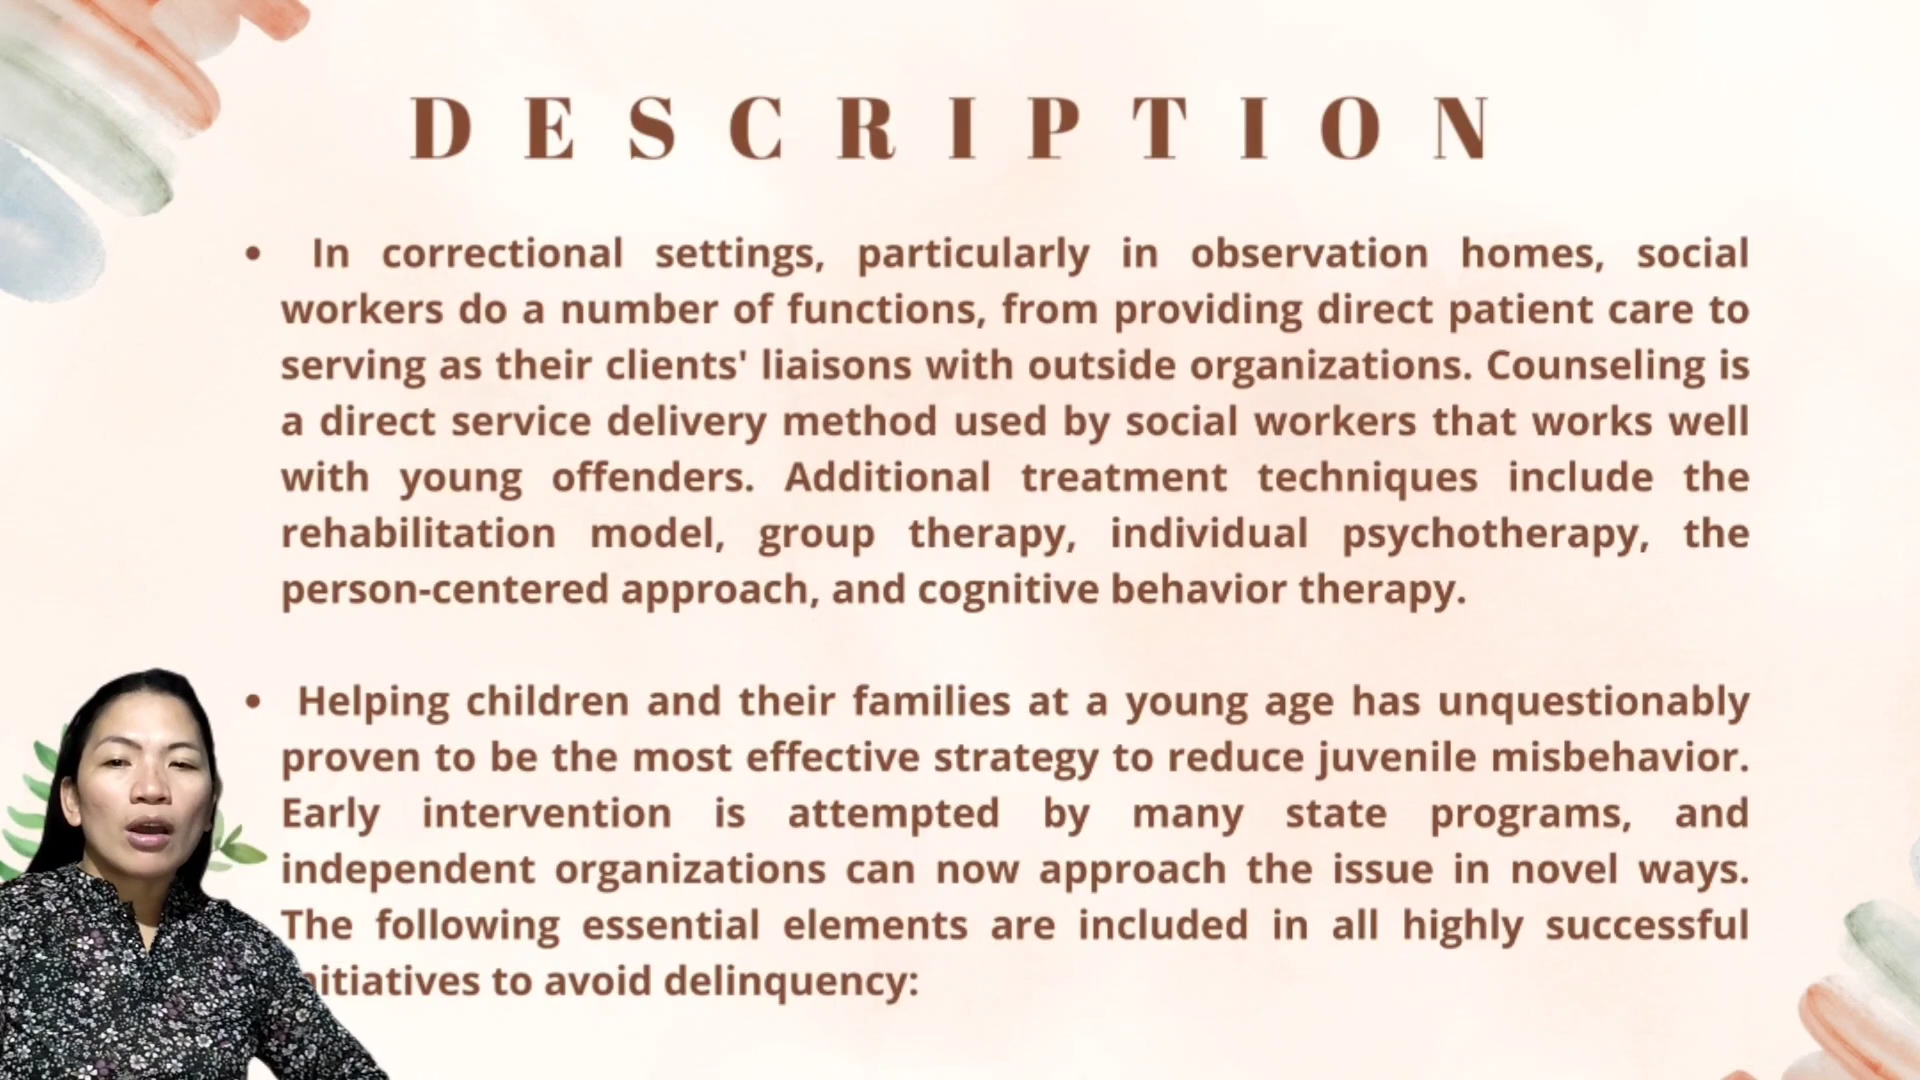 DESCRIPTION
• In correctional settings, particularly in observation homes, social
workers do a number of functions, from providing direct patient care to
serving as their clients' liaisons with outside organizations. Counseling is
a direct service delivery method used by social workers that works well
with young offenders. Additional treatment techniques include the
rehabilitation model, group therapy, individual psychotherapy, the
person-centered approach, and cognitive behavior therapy.
• Helping children and their families at a young age has unquestionably
proven to be the most effective strategy to reduce juvenile misbehavior.
Early intervention is attempted by many state programs, and
independent organizations can now approach the issue in novel ways.
The following essential elements are included in all highly successful
nitiatives to avoid delinquency: